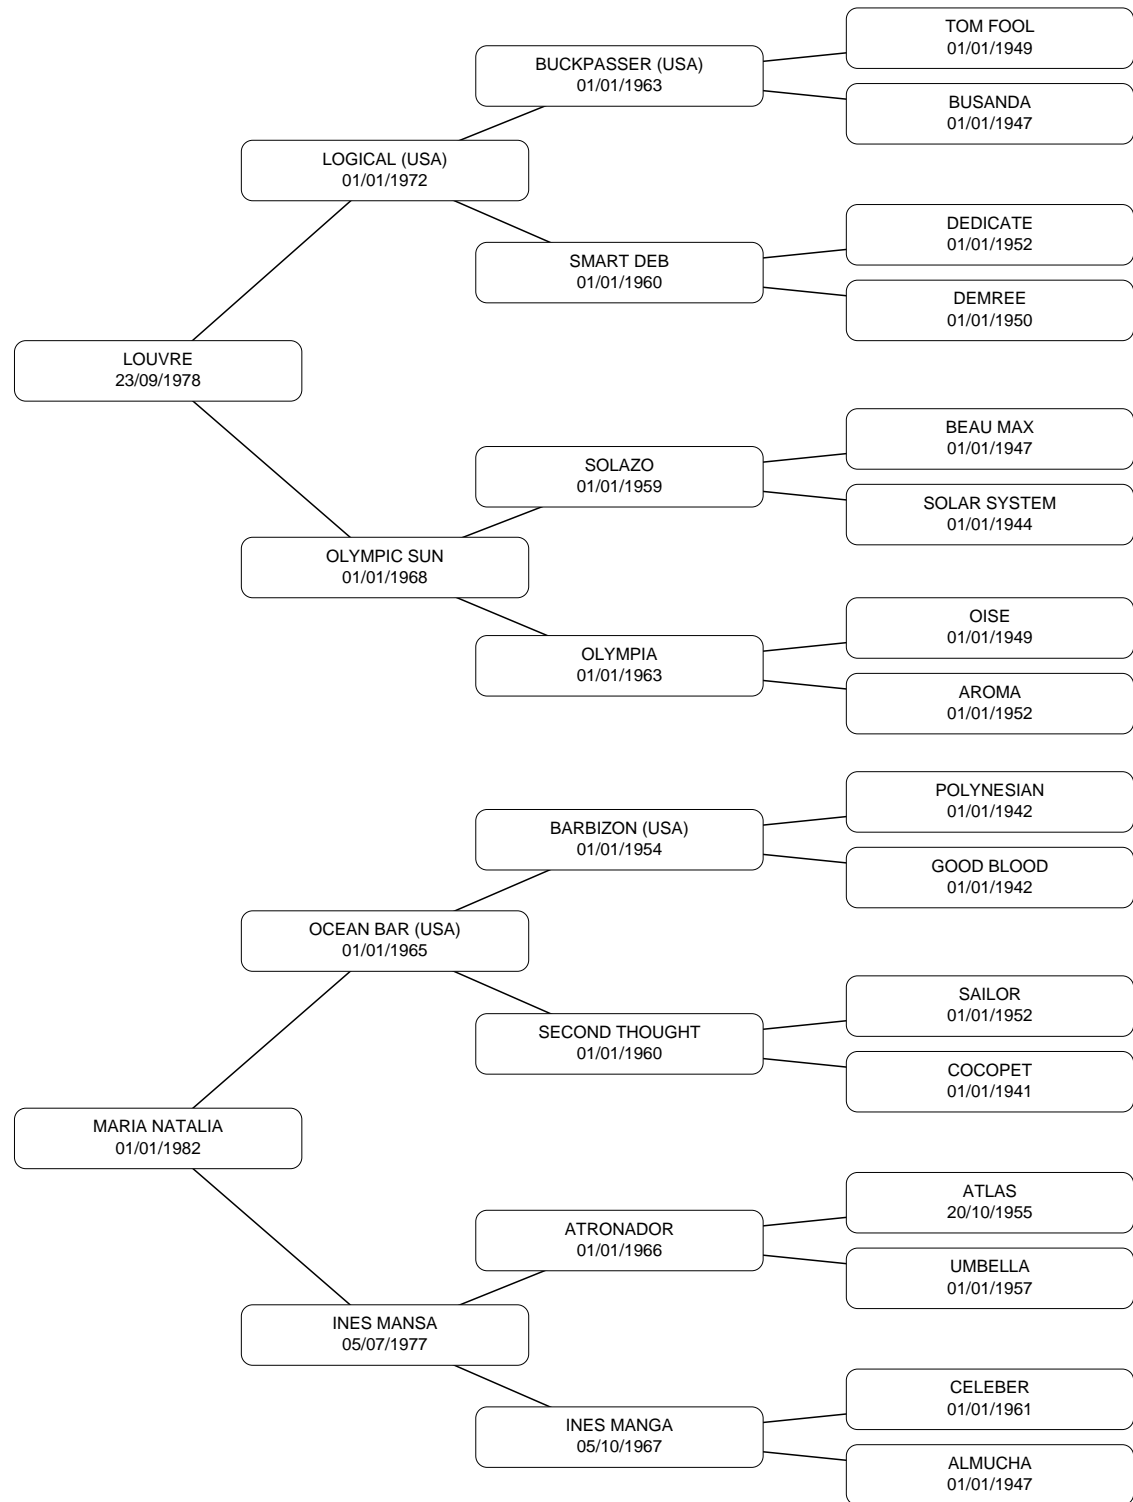 TOM FOOL
01/01/1949
BUCKPASSER (USA)
01/01/1963
BUSANDA
01/01/1947
LOGICAL (USA)
01/01/1972
DEDICATE
01/01/1952
SMART DEB
01/01/1960
DEMREE
01/01/1950
LOUVRE
23/09/1978
BEAU MAX
01/01/1947
SOLAZO
01/01/1959
SOLAR SYSTEM
01/01/1944
OLYMPIC SUN
01/01/1968
OISE
01/01/1949
OLYMPIA
01/01/1963
AROMA
01/01/1952
POLYNESIAN
01/01/1942
BARBIZON (USA)
01/01/1954
GOOD BLOOD
01/01/1942
OCEAN BAR (USA)
01/01/1965
SAILOR
01/01/1952
SECOND THOUGHT
01/01/1960
COCOPET
01/01/1941
MARIA NATALIA
01/01/1982
ATLAS
20/10/1955
ATRONADOR
01/01/1966
UMBELLA
01/01/1957
INES MANSA
05/07/1977
CELEBER
01/01/1961
INES MANGA
05/10/1967
ALMUCHA
01/01/1947